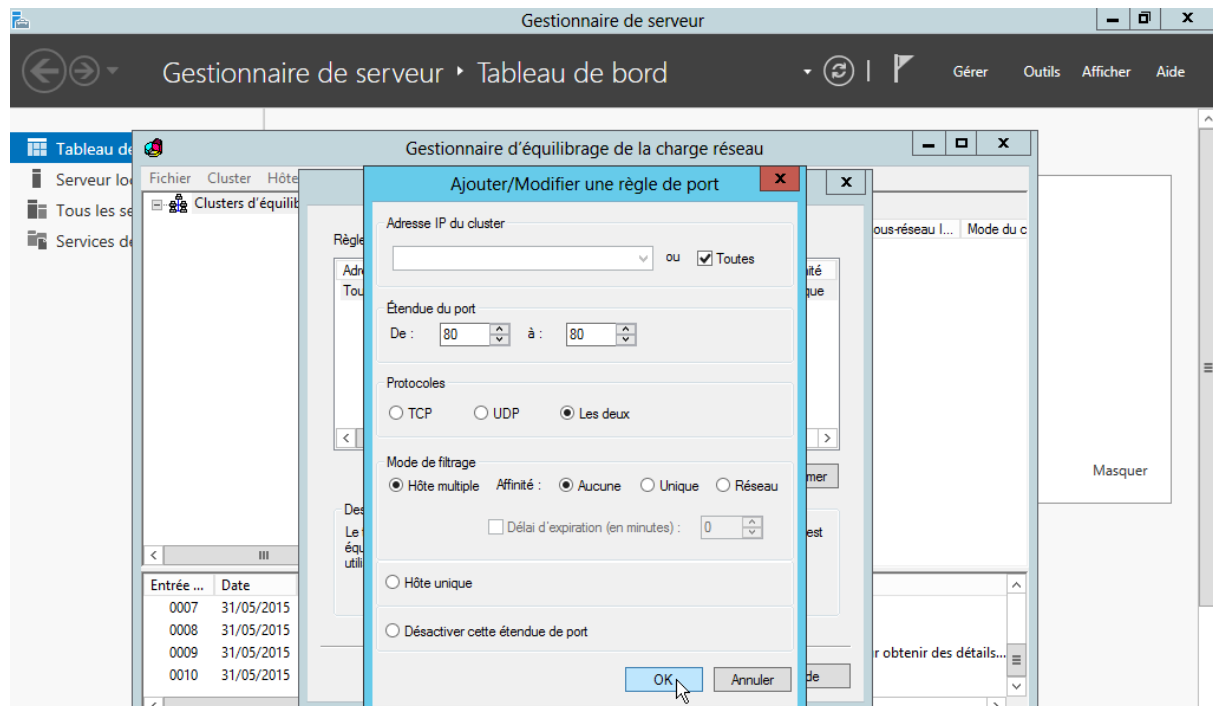 Gestionnaire de serveur
Gestionnaire de serveur ‣ Tableau de bord
Gérer Outils Afficher Aide
Tableau de
Serveur lo
Tous les se
Services de
Gestionnaire d'équilibrage de la charge réseau
Fichier Cluster Hôte
Clusters d'équilib
ous-réseau I... Mode du c
Règle
Adre
Tou
ité
que
Ajouter/Modifier une règle de port
Adresse IP du cluster
ou Toutes
Étendue du port
De : 80 à : 80
Protocoles
TCP UDP Les deux
Mode de filtrage
Hôte multiple Affinité : Aucune Unique Réseau
Délai d'expiration (en minutes) : 0
Hôte unique
Désactiver cette étendue de port
OK Annuler
mer
Des
Le
équ
utili
est
de
Masquer
Entrée ... Date
0007 31/05/2015
0008 31/05/2015
0009 31/05/2015
0010 31/05/2015
r obtenir des détails...